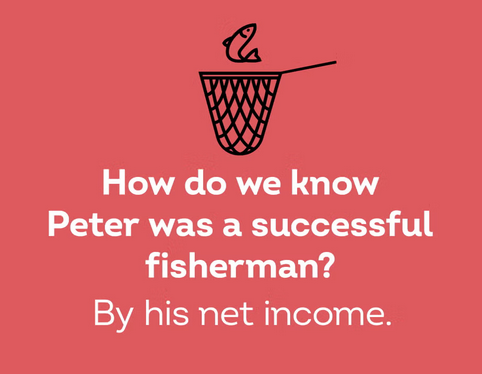 How do we know
Peter was a successful
fisherman?
By his net income.